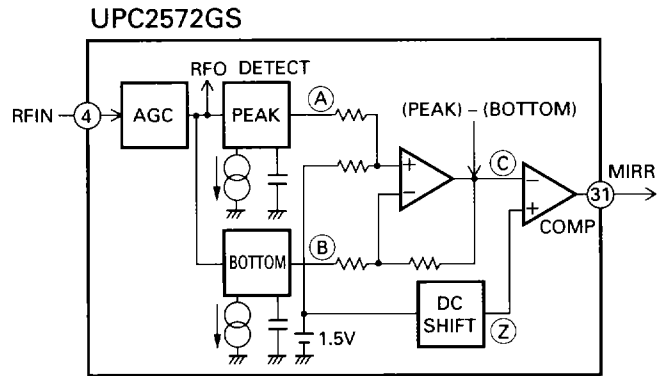 UPC2572GS
RFO DETECT
RFIN 4 AGC PEAK A (PEAK) – (BOTTOM)
+
–
C
–
+
31 MIRR
COMP
BOTTOM B
DC
SHIFT
Z
1.5V